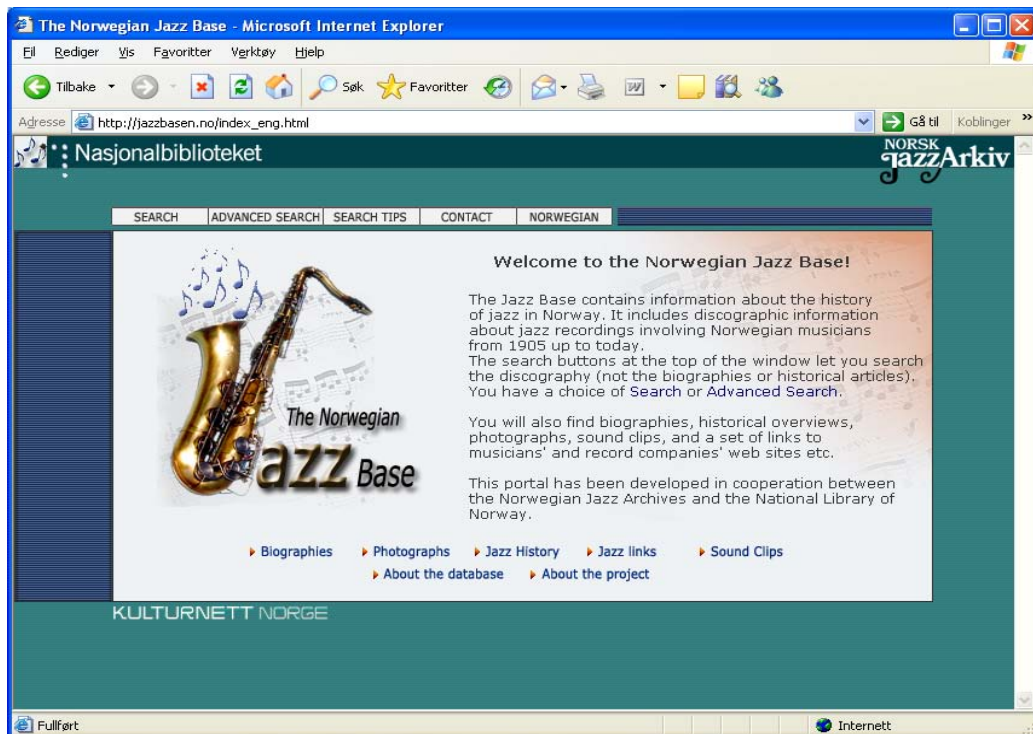 The Norwegian Jazz Base - Microsoft Internet Explorer
Fil Rediger Vis Favoritter Verktøy Hjelp
Tilbake Søk Favoritter
Adresse http://jazzbasen.no/index_eng.html Gå til Koblinger »
Nasjonalbiblioteket
NORSK
jazzArkiv
SEARCH ADVANCED SEARCH SEARCH TIPS CONTACT NORWEGIAN
Welcome to the Norwegian Jazz Base!
The Jazz Base contains information about the history
of jazz in Norway. It includes discographic information
about jazz recordings involving Norwegian musicians
from 1905 up to today.
The search buttons at the top of the window let you search
the discography (not the biographies or historical articles).
You have a choice of Search or Advanced Search.
You will also find biographies, historical overviews,
photographs, sound clips, and a set of links to
musicians' and record companies' web sites etc.
This portal has been developed in cooperation between
the Norwegian Jazz Archives and the National Library of
Norway.
The Norwegian
Jazz Base
Biographies Photographs Jazz History Jazz links Sound Clips
About the database About the project
KULTURNETT NORGE
Fullført Internett